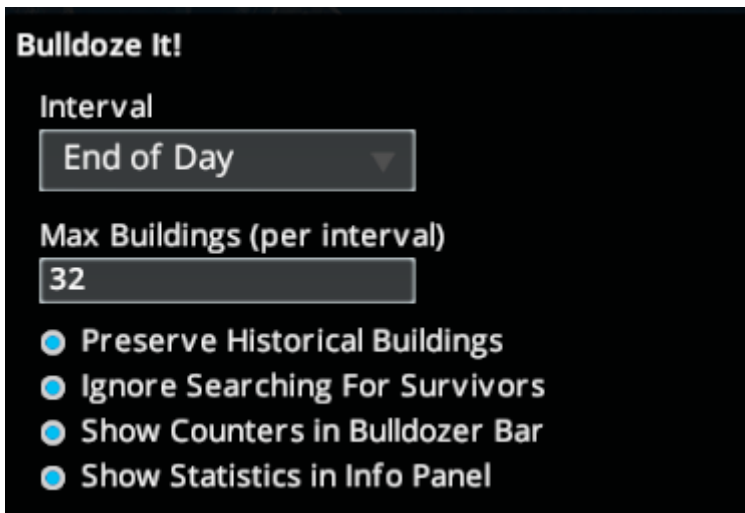 Bulldoze It!
Interval
End of Day
Max Buildings (per interval)
32
Preserve Historical Buildings
Ignore Searching For Survivors
Show Counters in Bulldozer Bar
Show Statistics in Info Panel